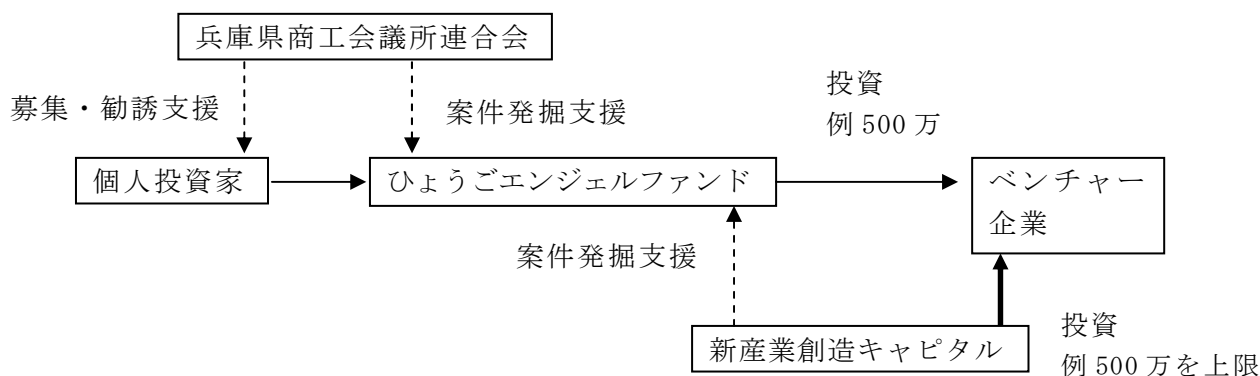 兵庫県商工会議所連合会
募集・勧誘支援
案件発掘支援
投資
例 500 万
個人投資家
ひょうごエンジェルファンド
ベンチャー
企業
案件発掘支援
新産業創造キャピタル
投資
例 500 万を上限